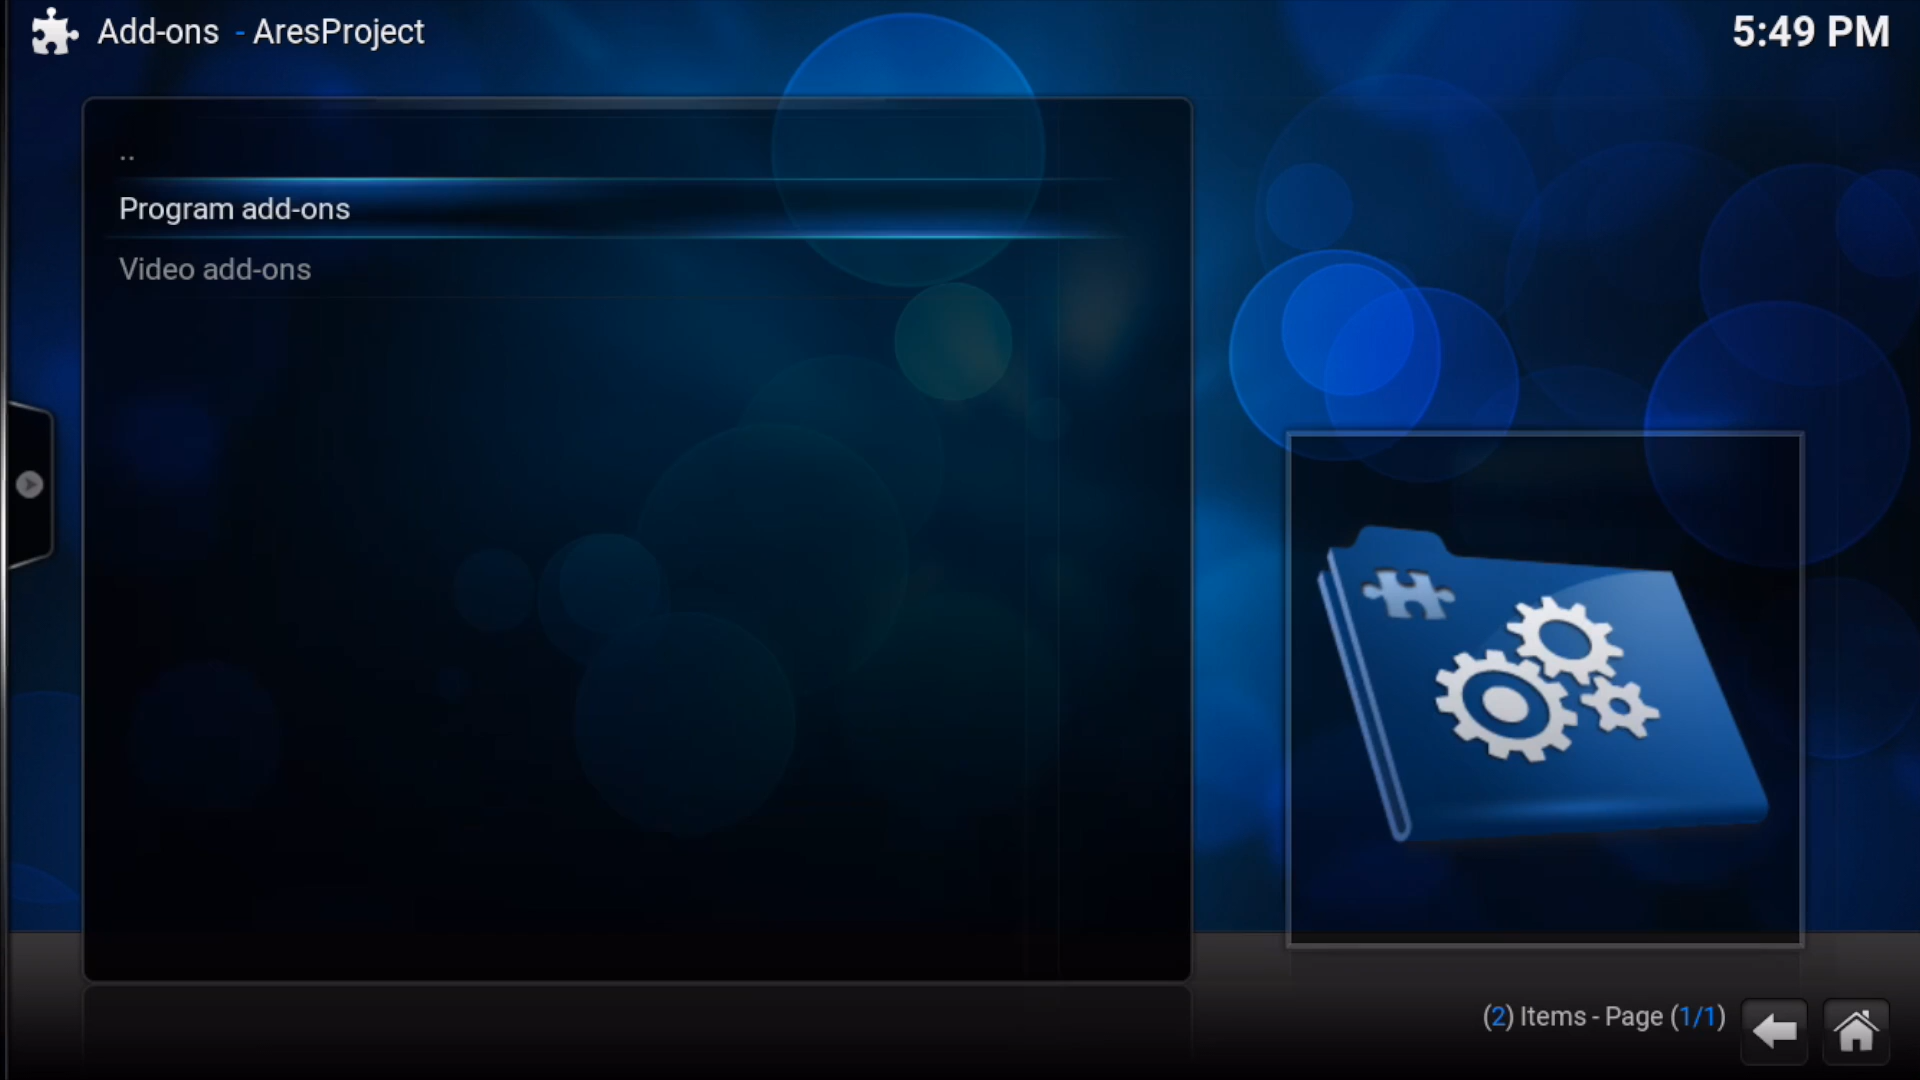 Add-ons - AresProject
5:49 PM
..
Program add-ons
Video add-ons
(2) Items - Page (1/1)